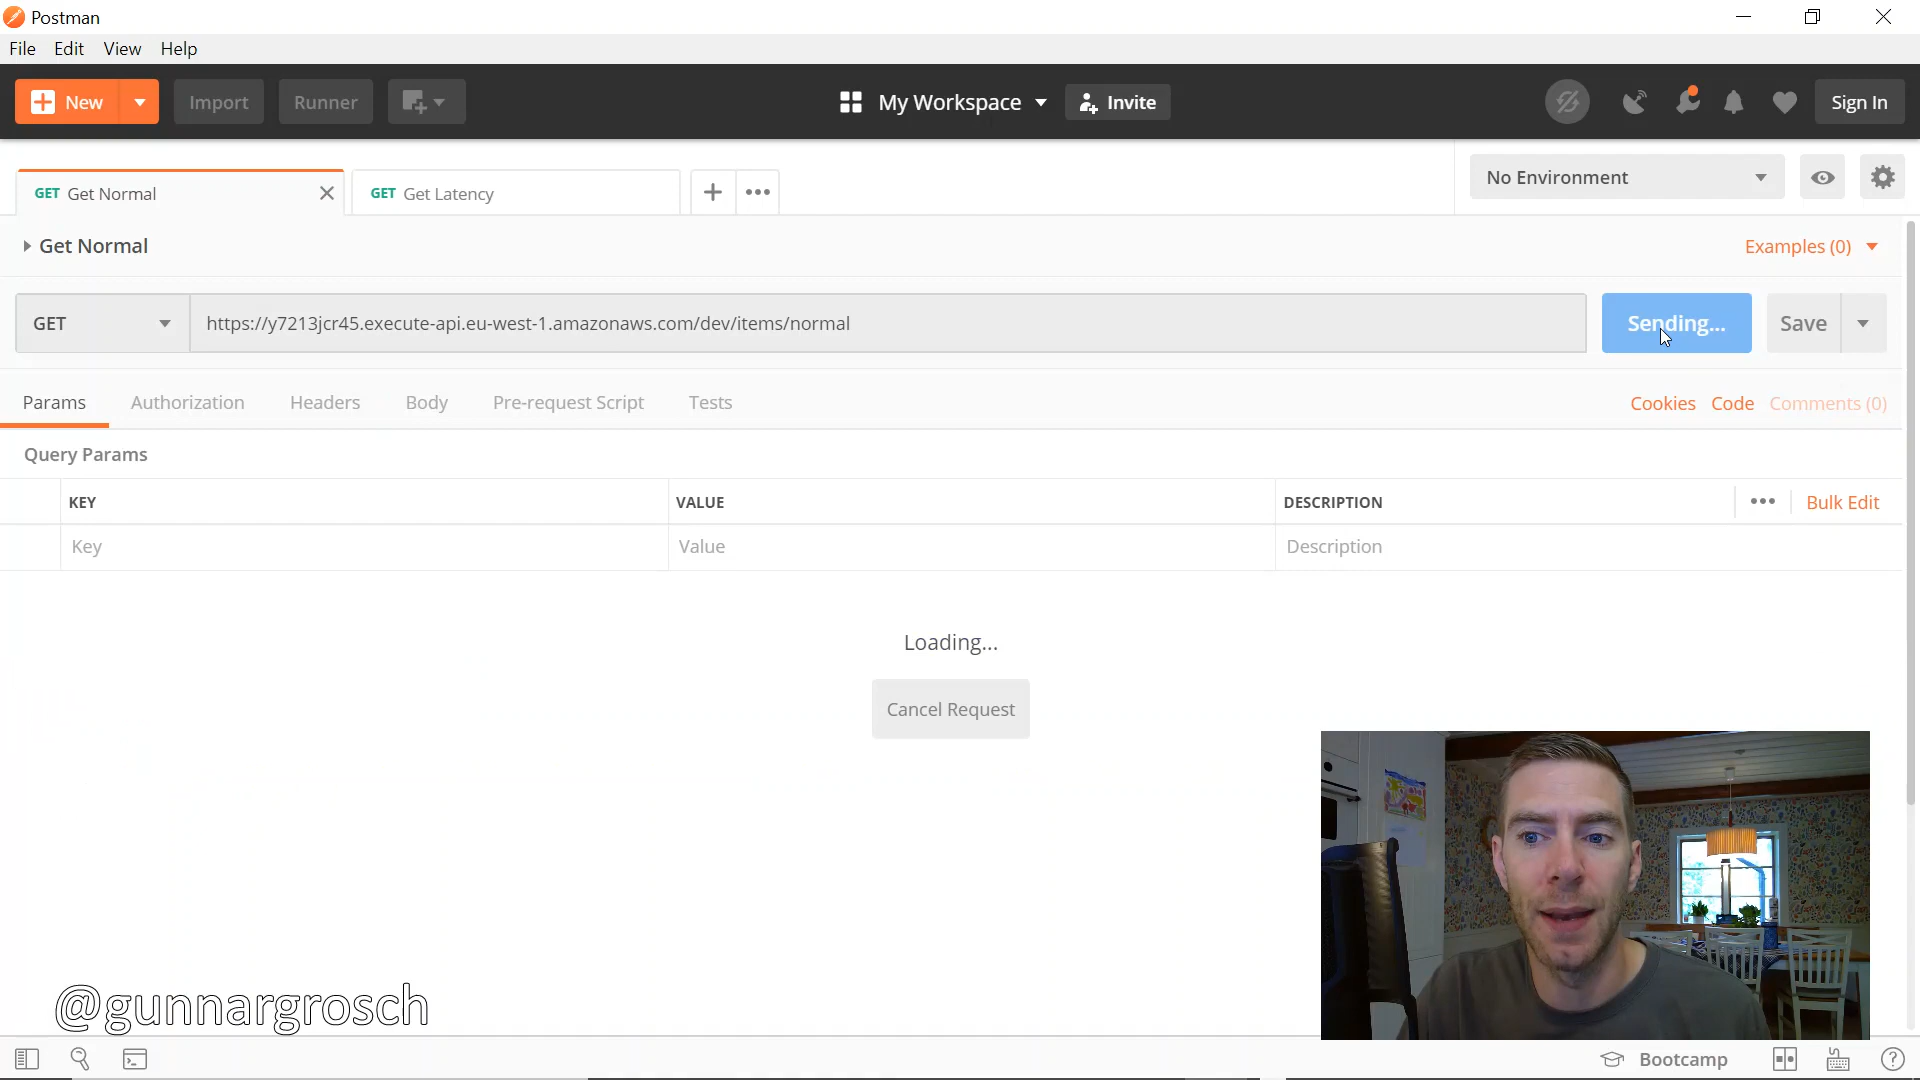 Postman
File Edit View Help
New Import Runner My Workspace Invite Sign In
GET Get Normal GET Get Latency No Environment
Get Normal Examples (0)
GET https://y7213jcr45.execute-api.eu-west-1.amazonaws.com/dev/items/normal Sending... Save
Params Authorization Headers Body Pre-request Script Tests Cookies Code Comments (0)
Query Params
KEY VALUE DESCRIPTION Bulk Edit
Key Value Description
Loading...
Cancel Request
@gunnargrosch
Bootcamp